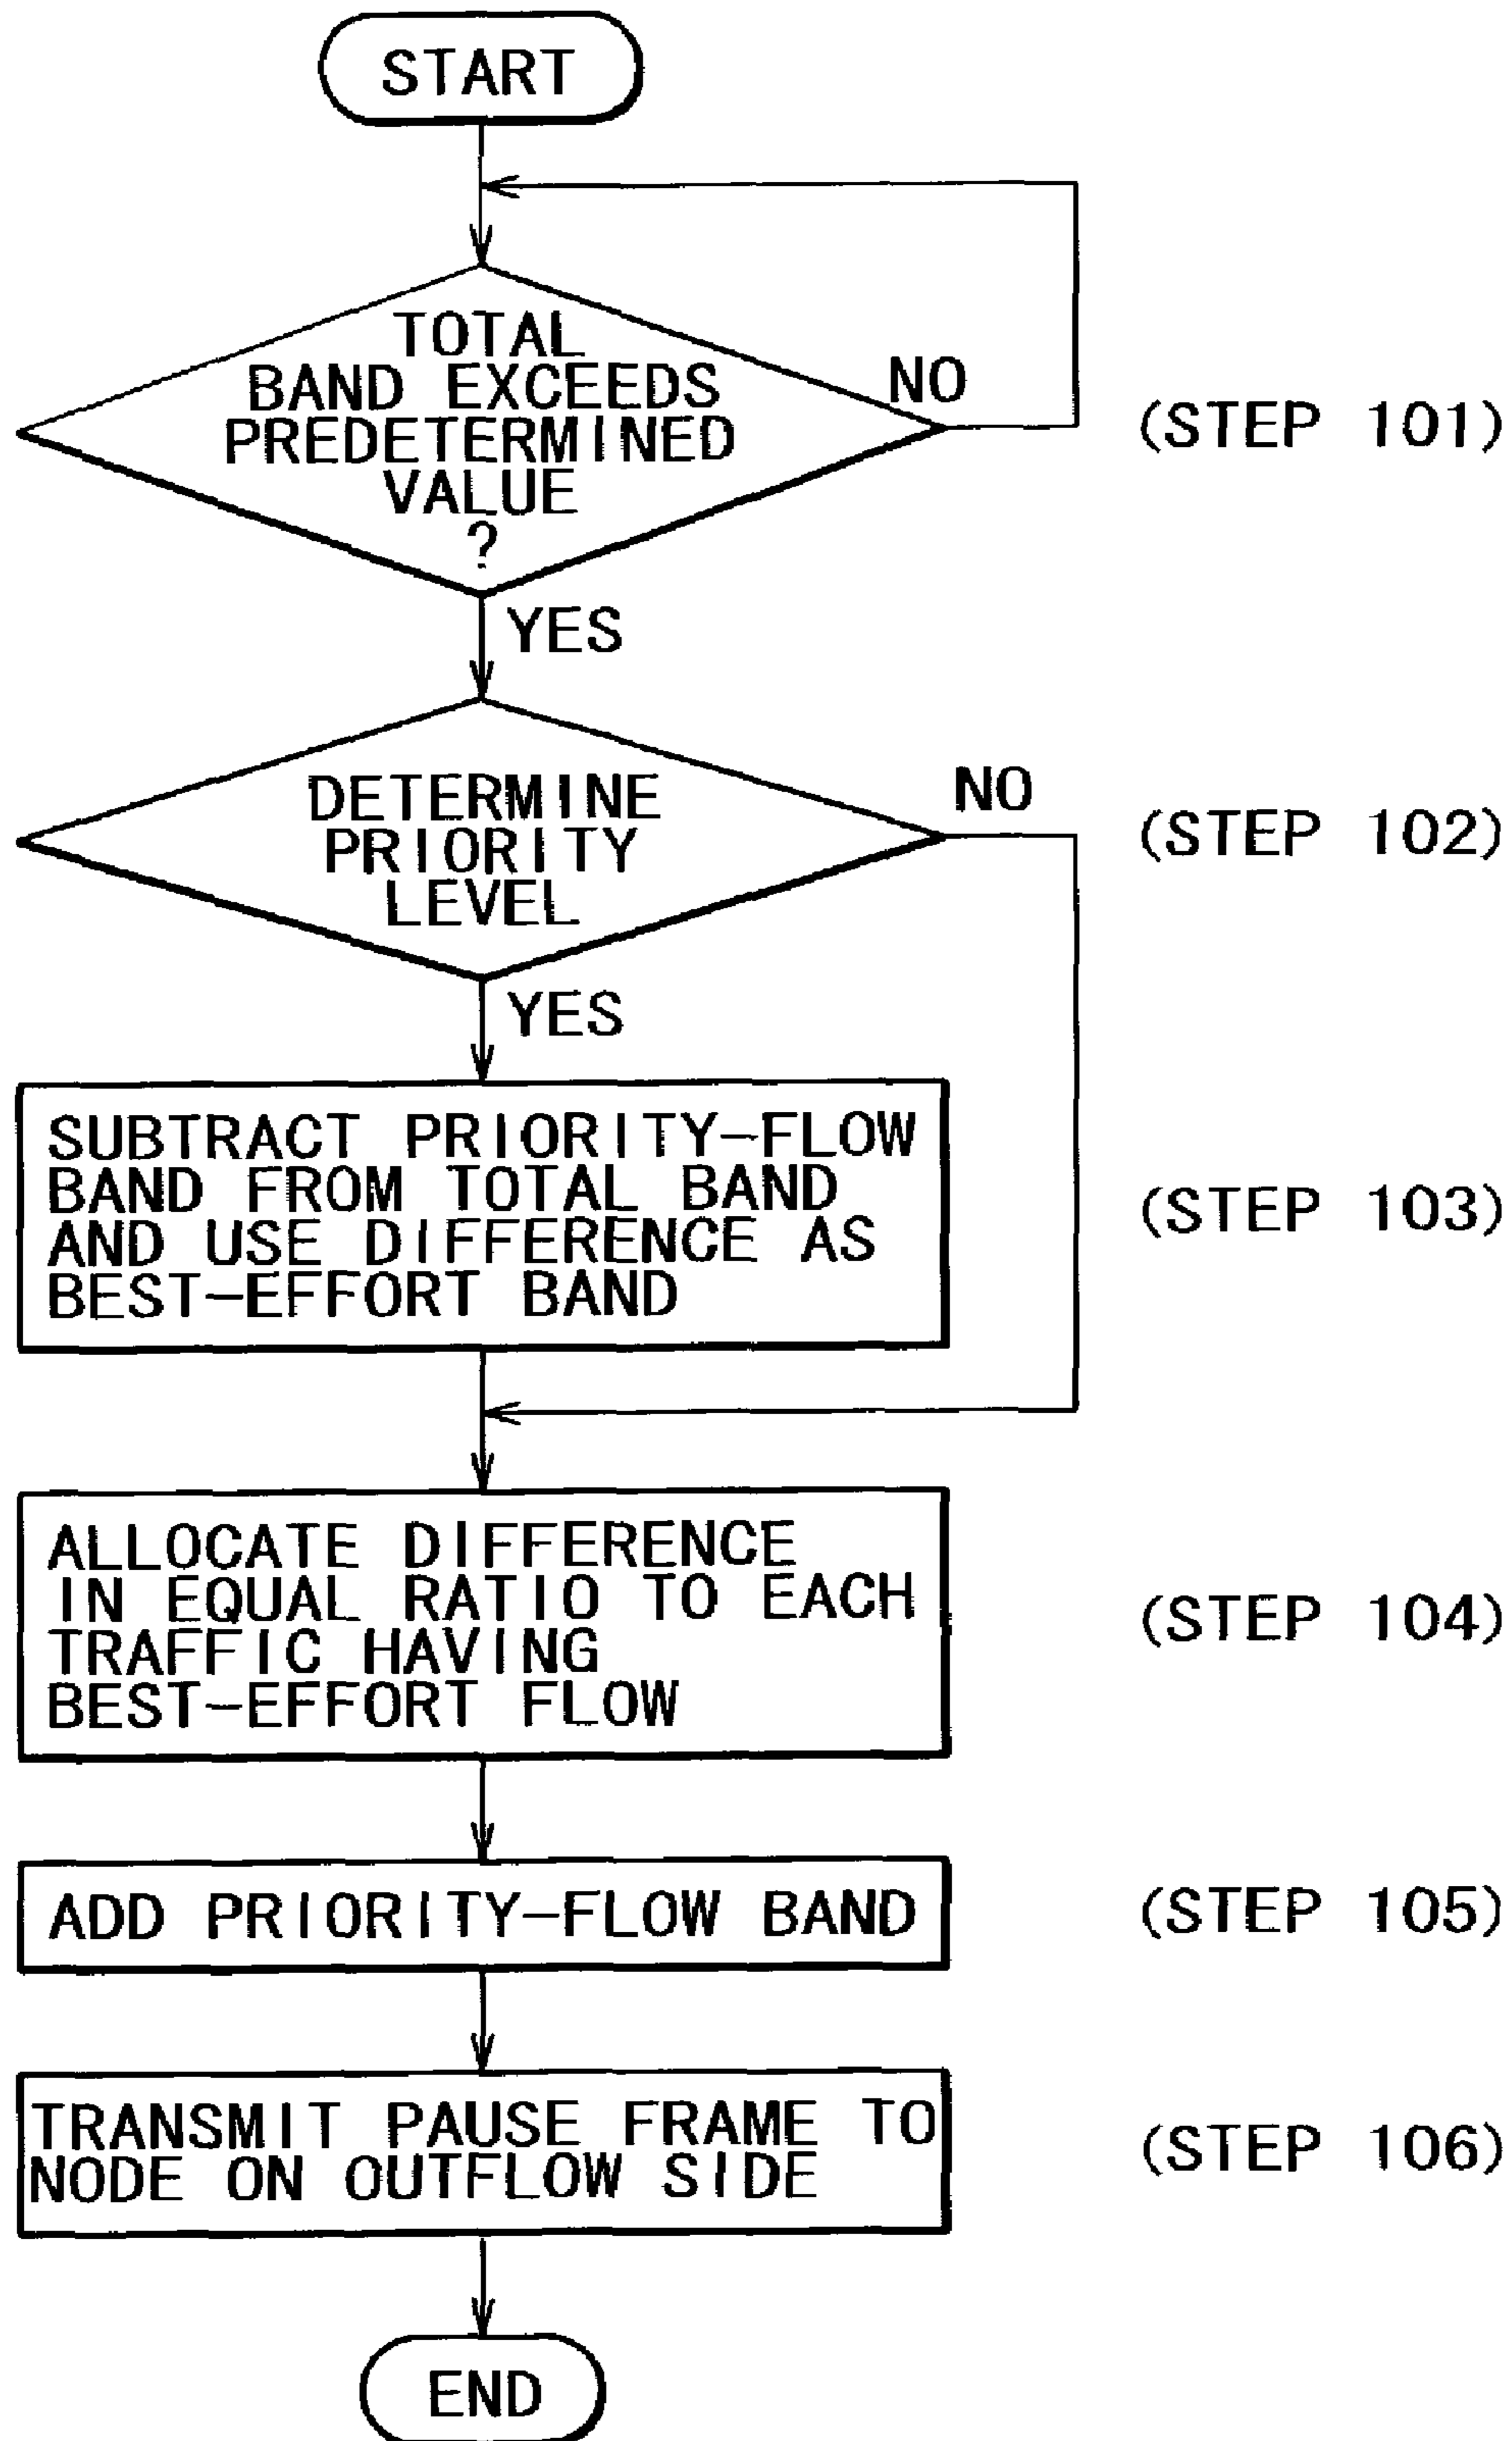 START
TOTAL
BAND EXCEEDS
PREDETERMINED
VALUE
?
NO
(STEP 101)
YES
DETERMINE
PRIORITY
LEVEL
NO
(STEP 102)
YES
SUBTRACT PRIORITY-FLOW
BAND FROM TOTAL BAND
AND USE DIFFERENCE AS
BEST-EFFORT BAND
(STEP 103)
ALLOCATE DIFFERENCE
IN EQUAL RATIO TO EACH
TRAFFIC HAVING
BEST-EFFORT FLOW
(STEP 104)
ADD PRIORITY-FLOW BAND
(STEP 105)
TRANSMIT PAUSE FRAME TO
NODE ON OUTFLOW SIDE
(STEP 106)
END